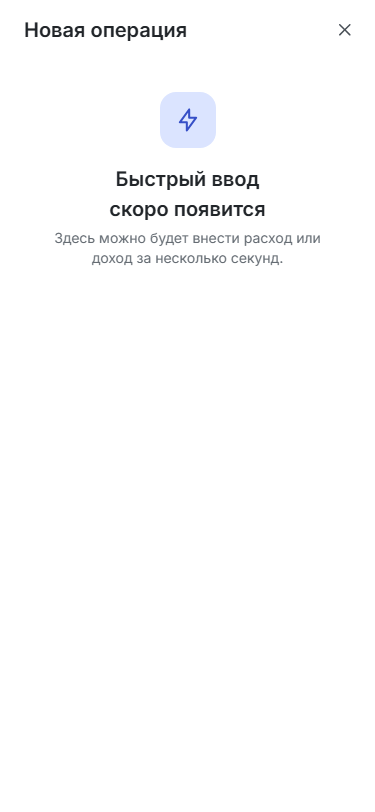 Новая операция
Быстрый ввод
скоро появится
Здесь можно будет внести расход или
доход за несколько секунд.